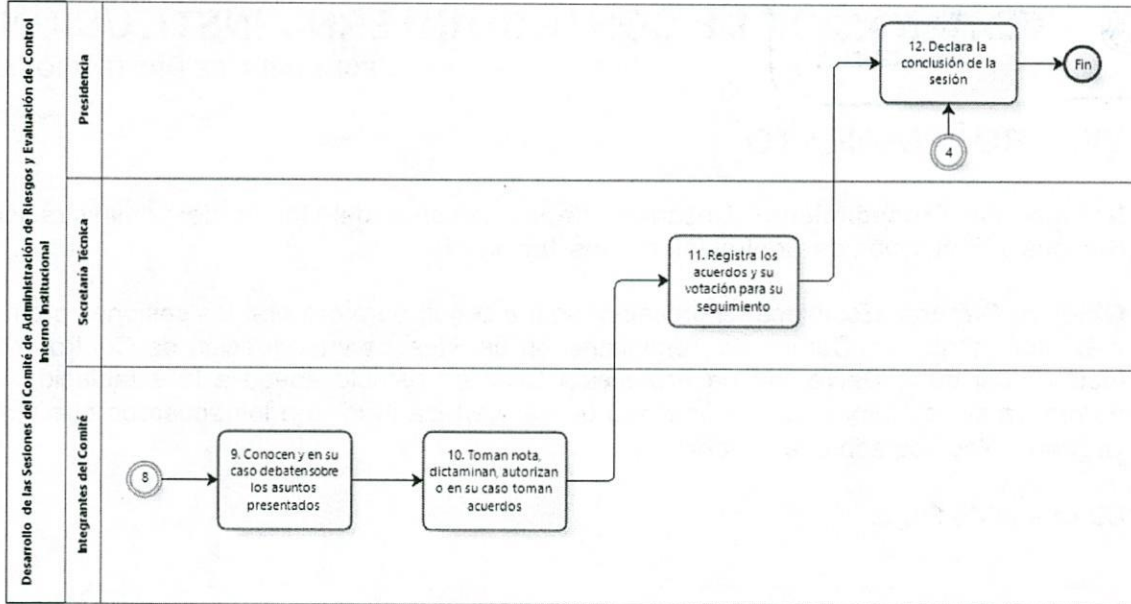 Desarrollo de las Sesiones del Comité de Administración de Riesgos y Evaluación de Control
Interno Institucional
Presidencia
12. Declara la
conclusión de la
sesión
Fin
4
Secretaría Técnica
11. Registra los
acuerdos y su
votación para su
seguimiento
Integrantes del Comité
8
9. Conocen y en su
caso debaten sobre
los asuntos
presentados
10. Toman nota,
dictaminan, autorizan
o en su caso toman
acuerdos